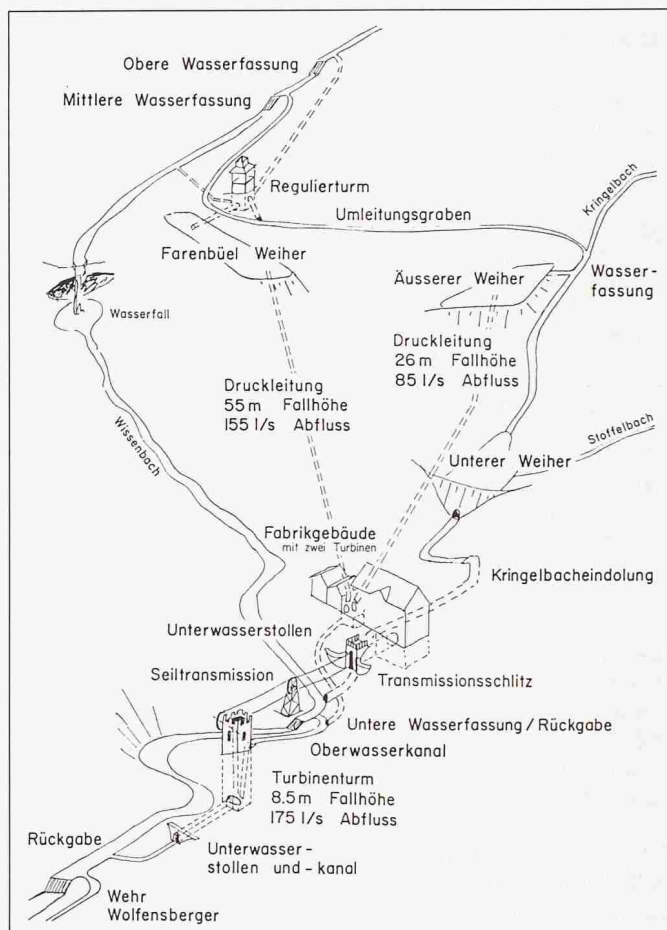 Obere Wasserfassung
Mittlere Wasserfassung
Regulierturm
Umleitungsgraben
Kringelbach
Farenbüel Weiher
Äusserer Weiher
Wasser-
fassung
Wasserfall
Druckleitung
26 m Fallhöhe
85 l/s Abfluss
Druckleitung
55 m Fallhöhe
155 l/s Abfluss
Wissenbach
Stoffelbach
Unterer Weiher
Fabrikgebäude
mit zwei Turbinen
Kringelbacheindolung
Unterwasserstollen
Seiltransmission
Transmissionsschlitz
Untere Wasserfassung / Rückgabe
Oberwasserkanal
Turbinenturm
8.5 m Fallhöhe
175 l/s Abfluss
Rückgabe
Unterwasser-
stollen und - kanal
Wehr
Wolfensberger